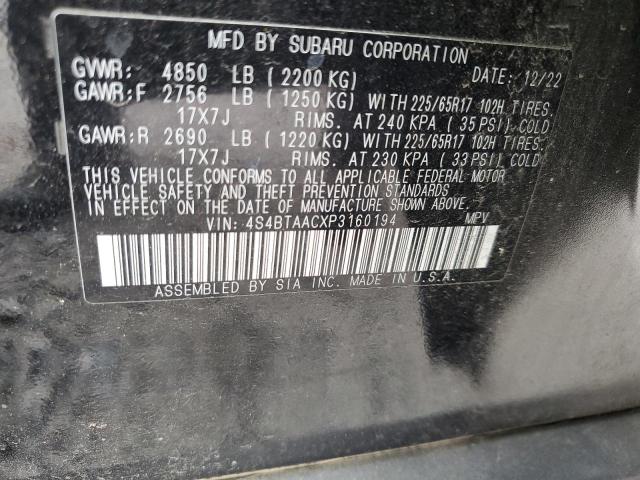 MFD BY SUBARU CORPORATION
GVWR: 4850 LB (2200 KG) DATE: 12/22
GAWR:F 2756 LB (1250 KG) WITH 225/65R17 102H TIRES.
17X7J RIMS. AT 240 KPA (35 PSI) COLD
GAWR:R 2690 LB (1220 KG) WITH 225/65R17 102H TIRES.
17X7J RIMS. AT 230 KPA (33 PSI) COLD
THIS VEHICLE CONFORMS TO ALL APPLICABLE FEDERAL MOTOR
VEHICLE SAFETY AND THEFT PREVENTION STANDARDS
IN EFFECT ON THE DATE OF MANUFACTURE SHOWN ABOVE.
VIN: 4S4BTAACXP3160194 MPV
ASSEMBLED BY SIA INC. MADE IN U.S.A.